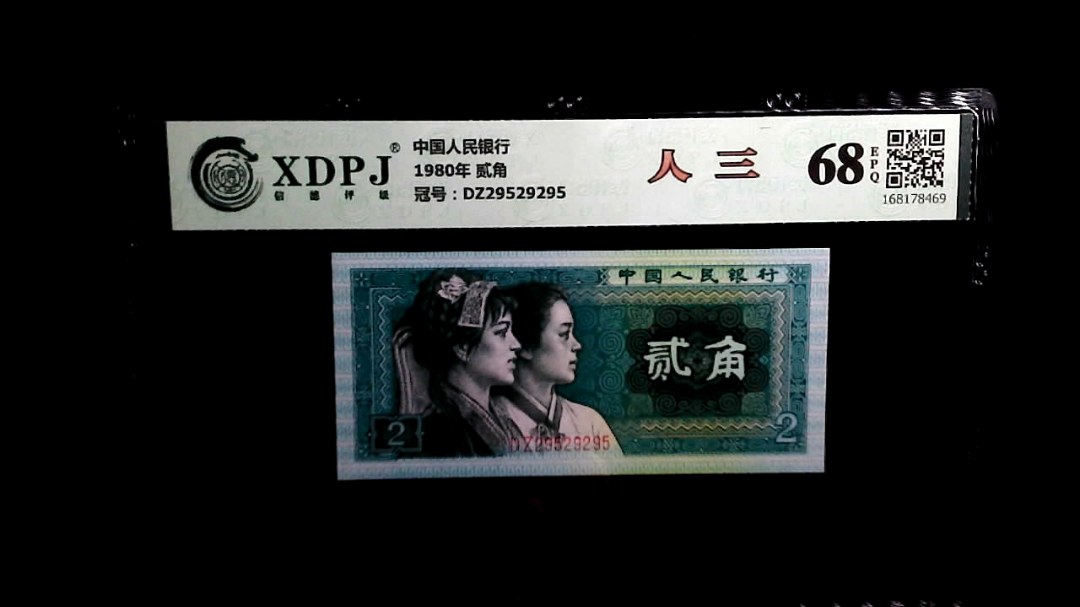 XDPJ®
信德评级
中国人民银行
1980年 贰角
冠号：DZ29529295
人 三
68
EPQ
168178469
中国人民银行
贰角
2
2
DZ29529295